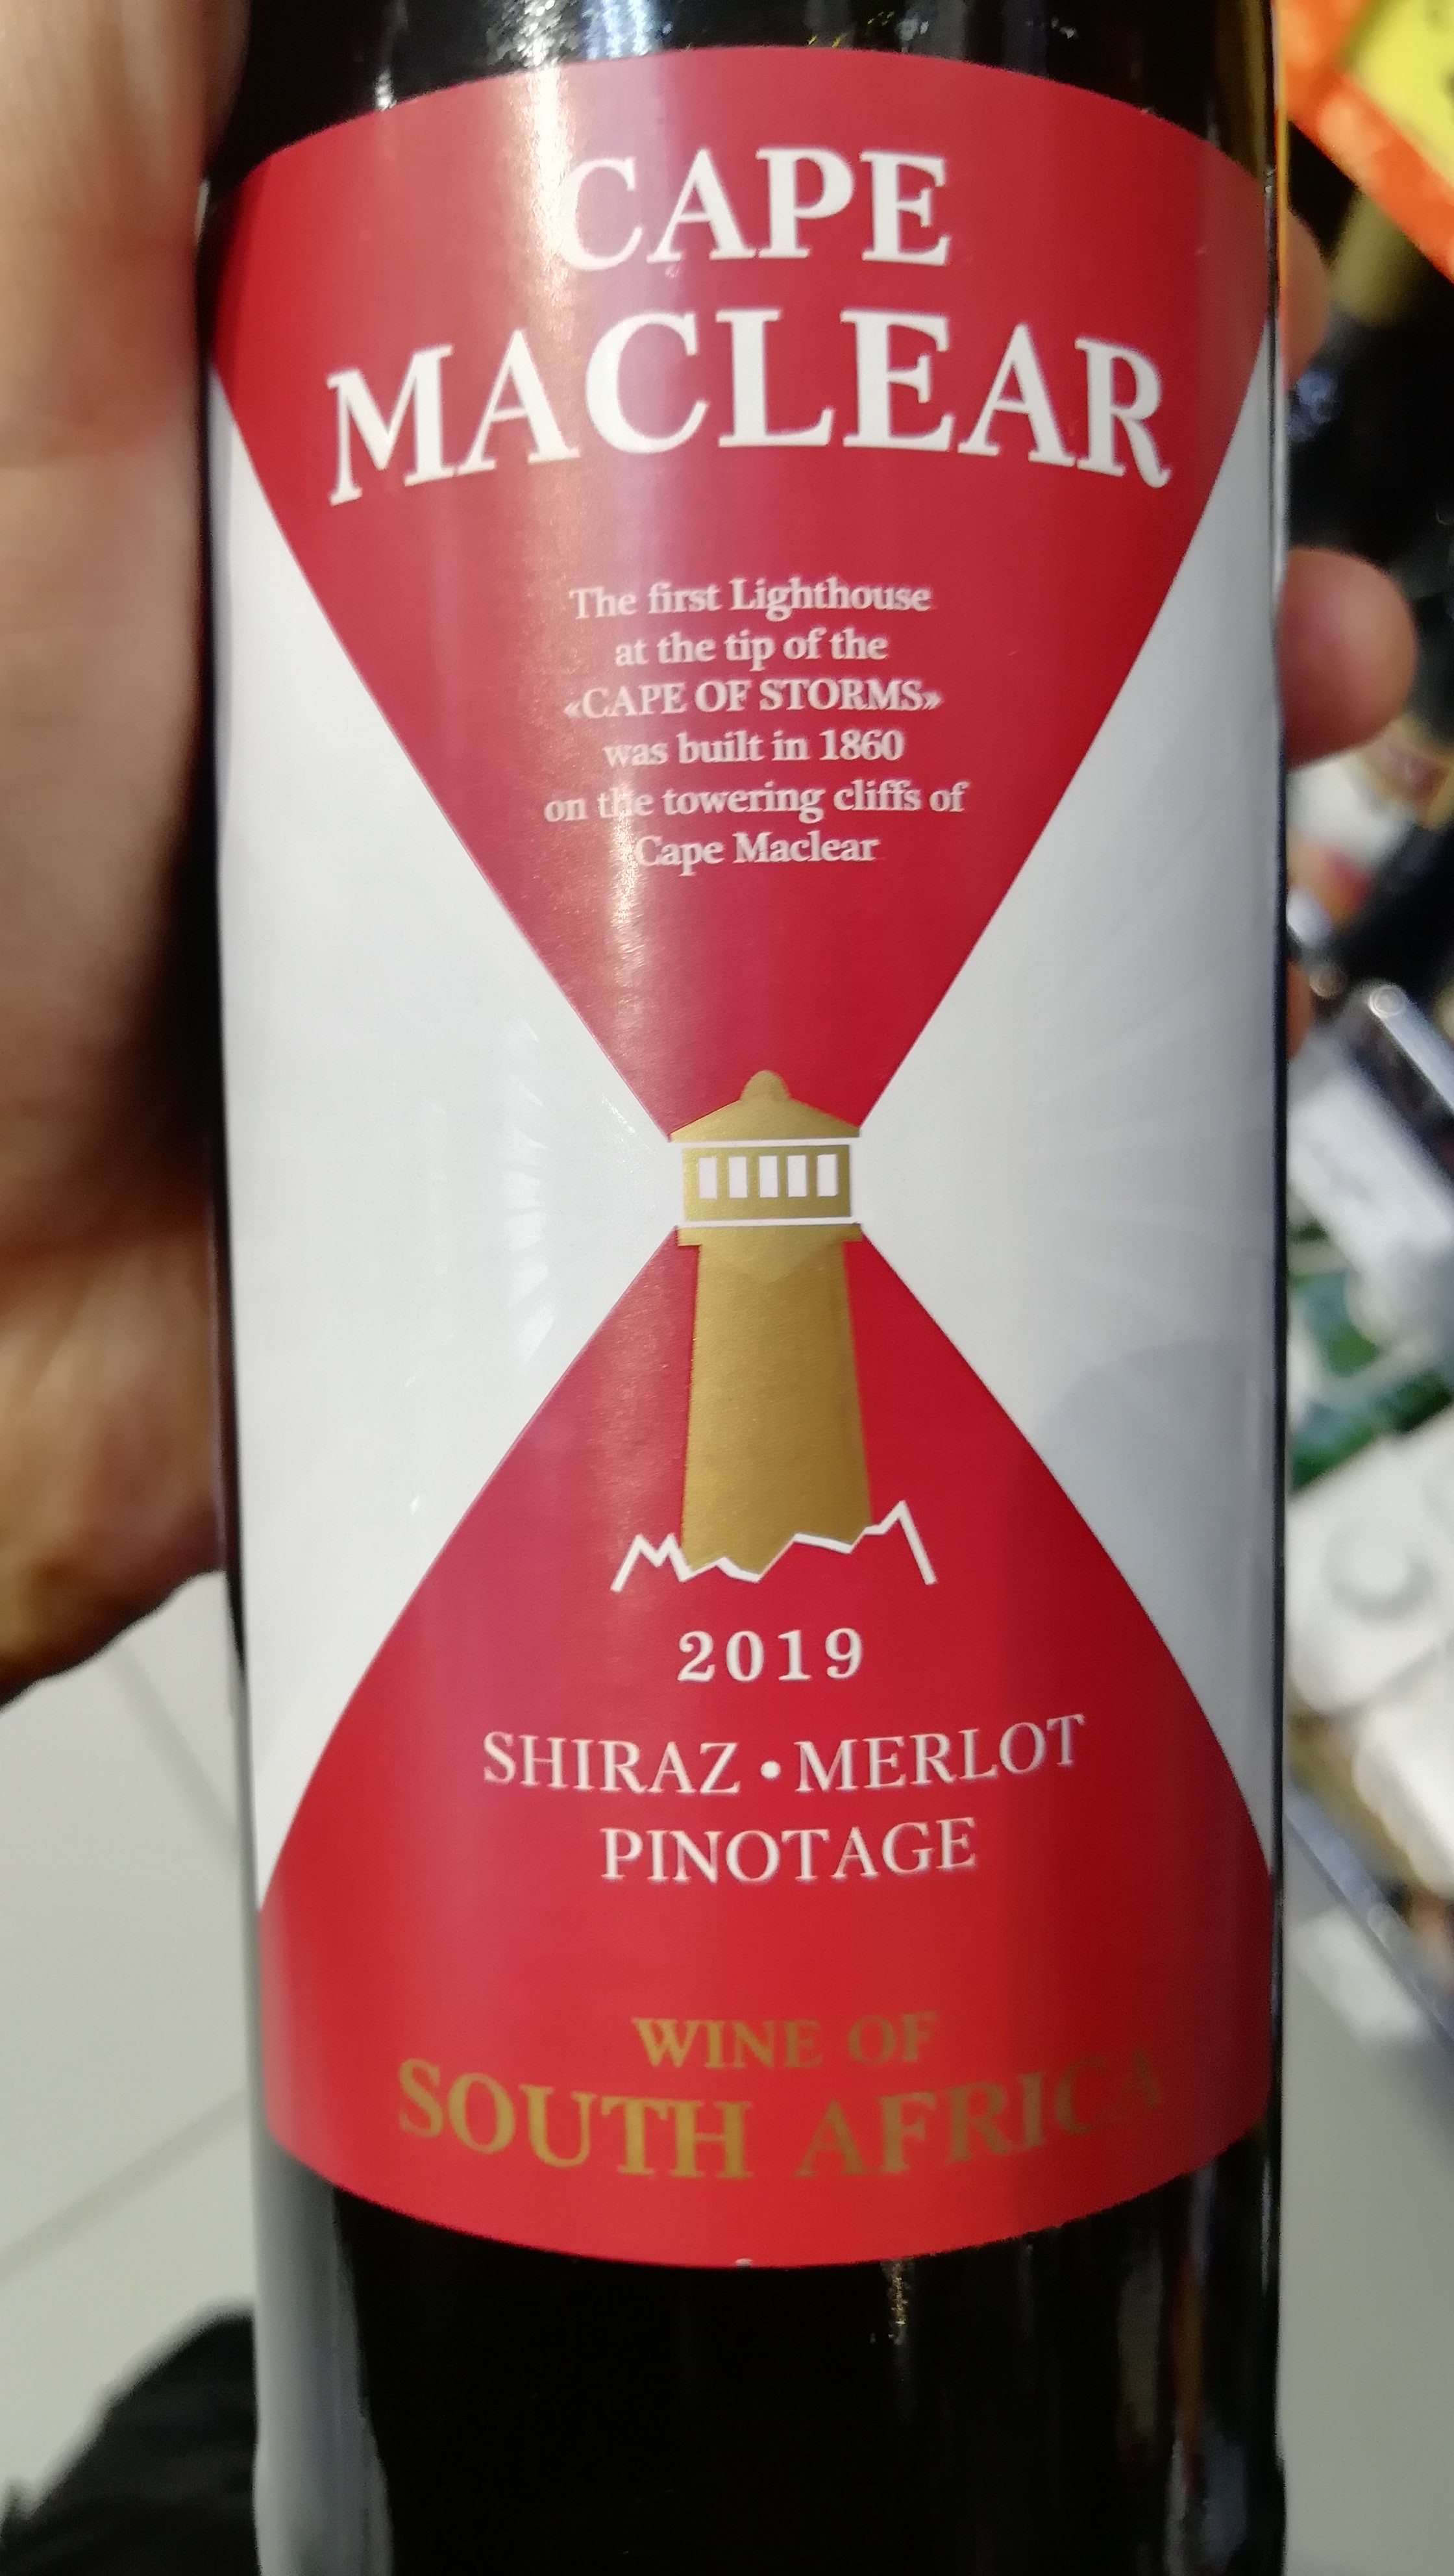 CAPE
MACLEAR
The first Lighthouse
at the tip of the
«CAPE OF STORMS»
was built in 1860
on the towering cliffs of
Cape Maclear
2019
SHIRAZ • MERLOT
PINOTAGE
WINE OF
SOUTH AFRICA